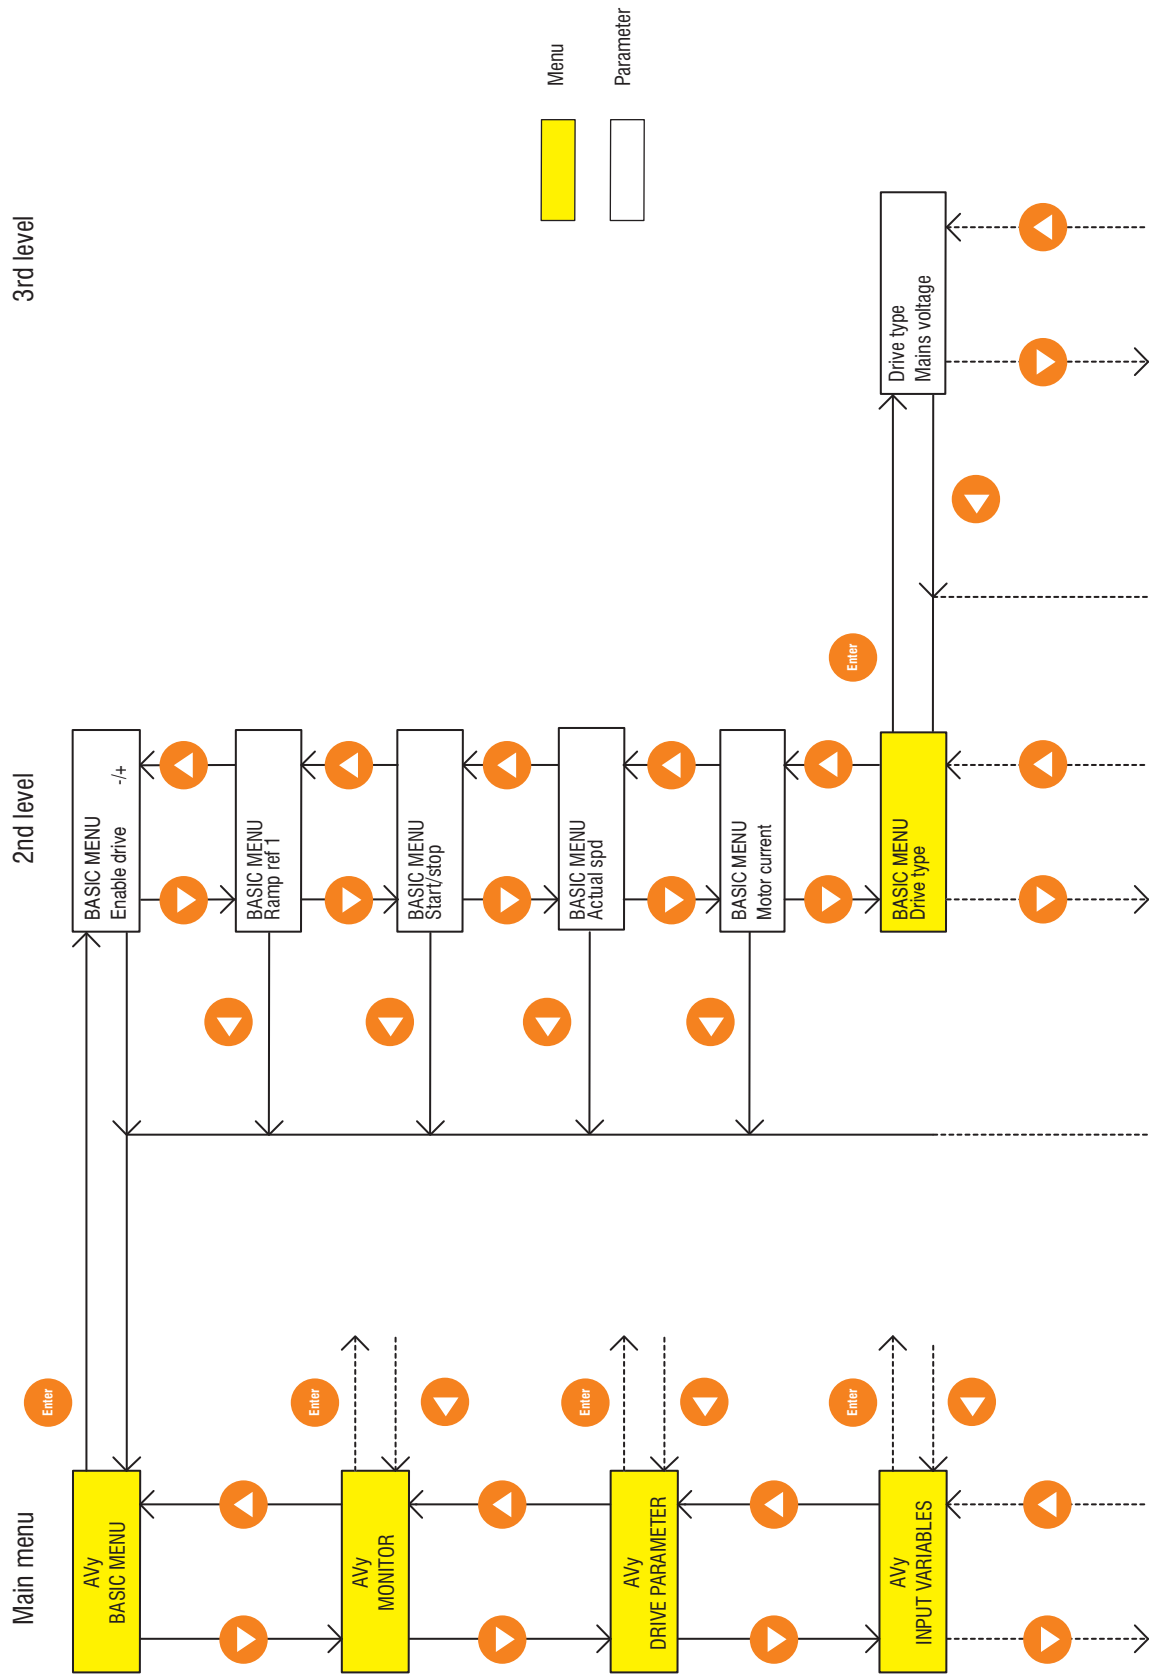 Main menu
2nd level
3rd level
AVy
BASIC MENU
Enter
BASIC MENU
Enable drive -/+
BASIC MENU
Ramp ref 1
AVy
MONITOR
Enter
BASIC MENU
Start/stop
Menu
AVy
DRIVE PARAMETER
Enter
BASIC MENU
Actual spd
Parameter
BASIC MENU
Motor current
AVy
INPUT VARIABLES
Enter
BASIC MENU
Drive type
Enter
Drive type
Mains voltage